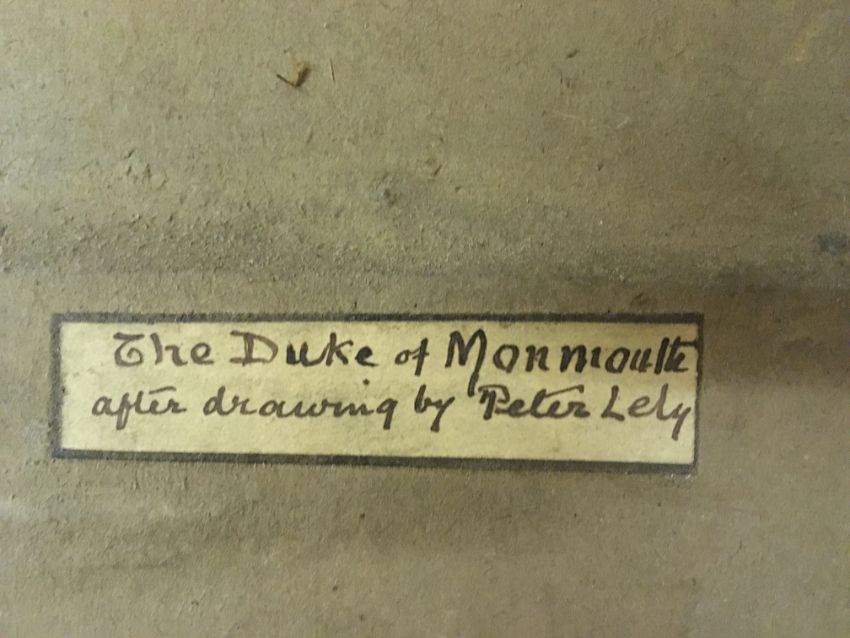 The Duke of Monmouth
after drawing by Peter Lely